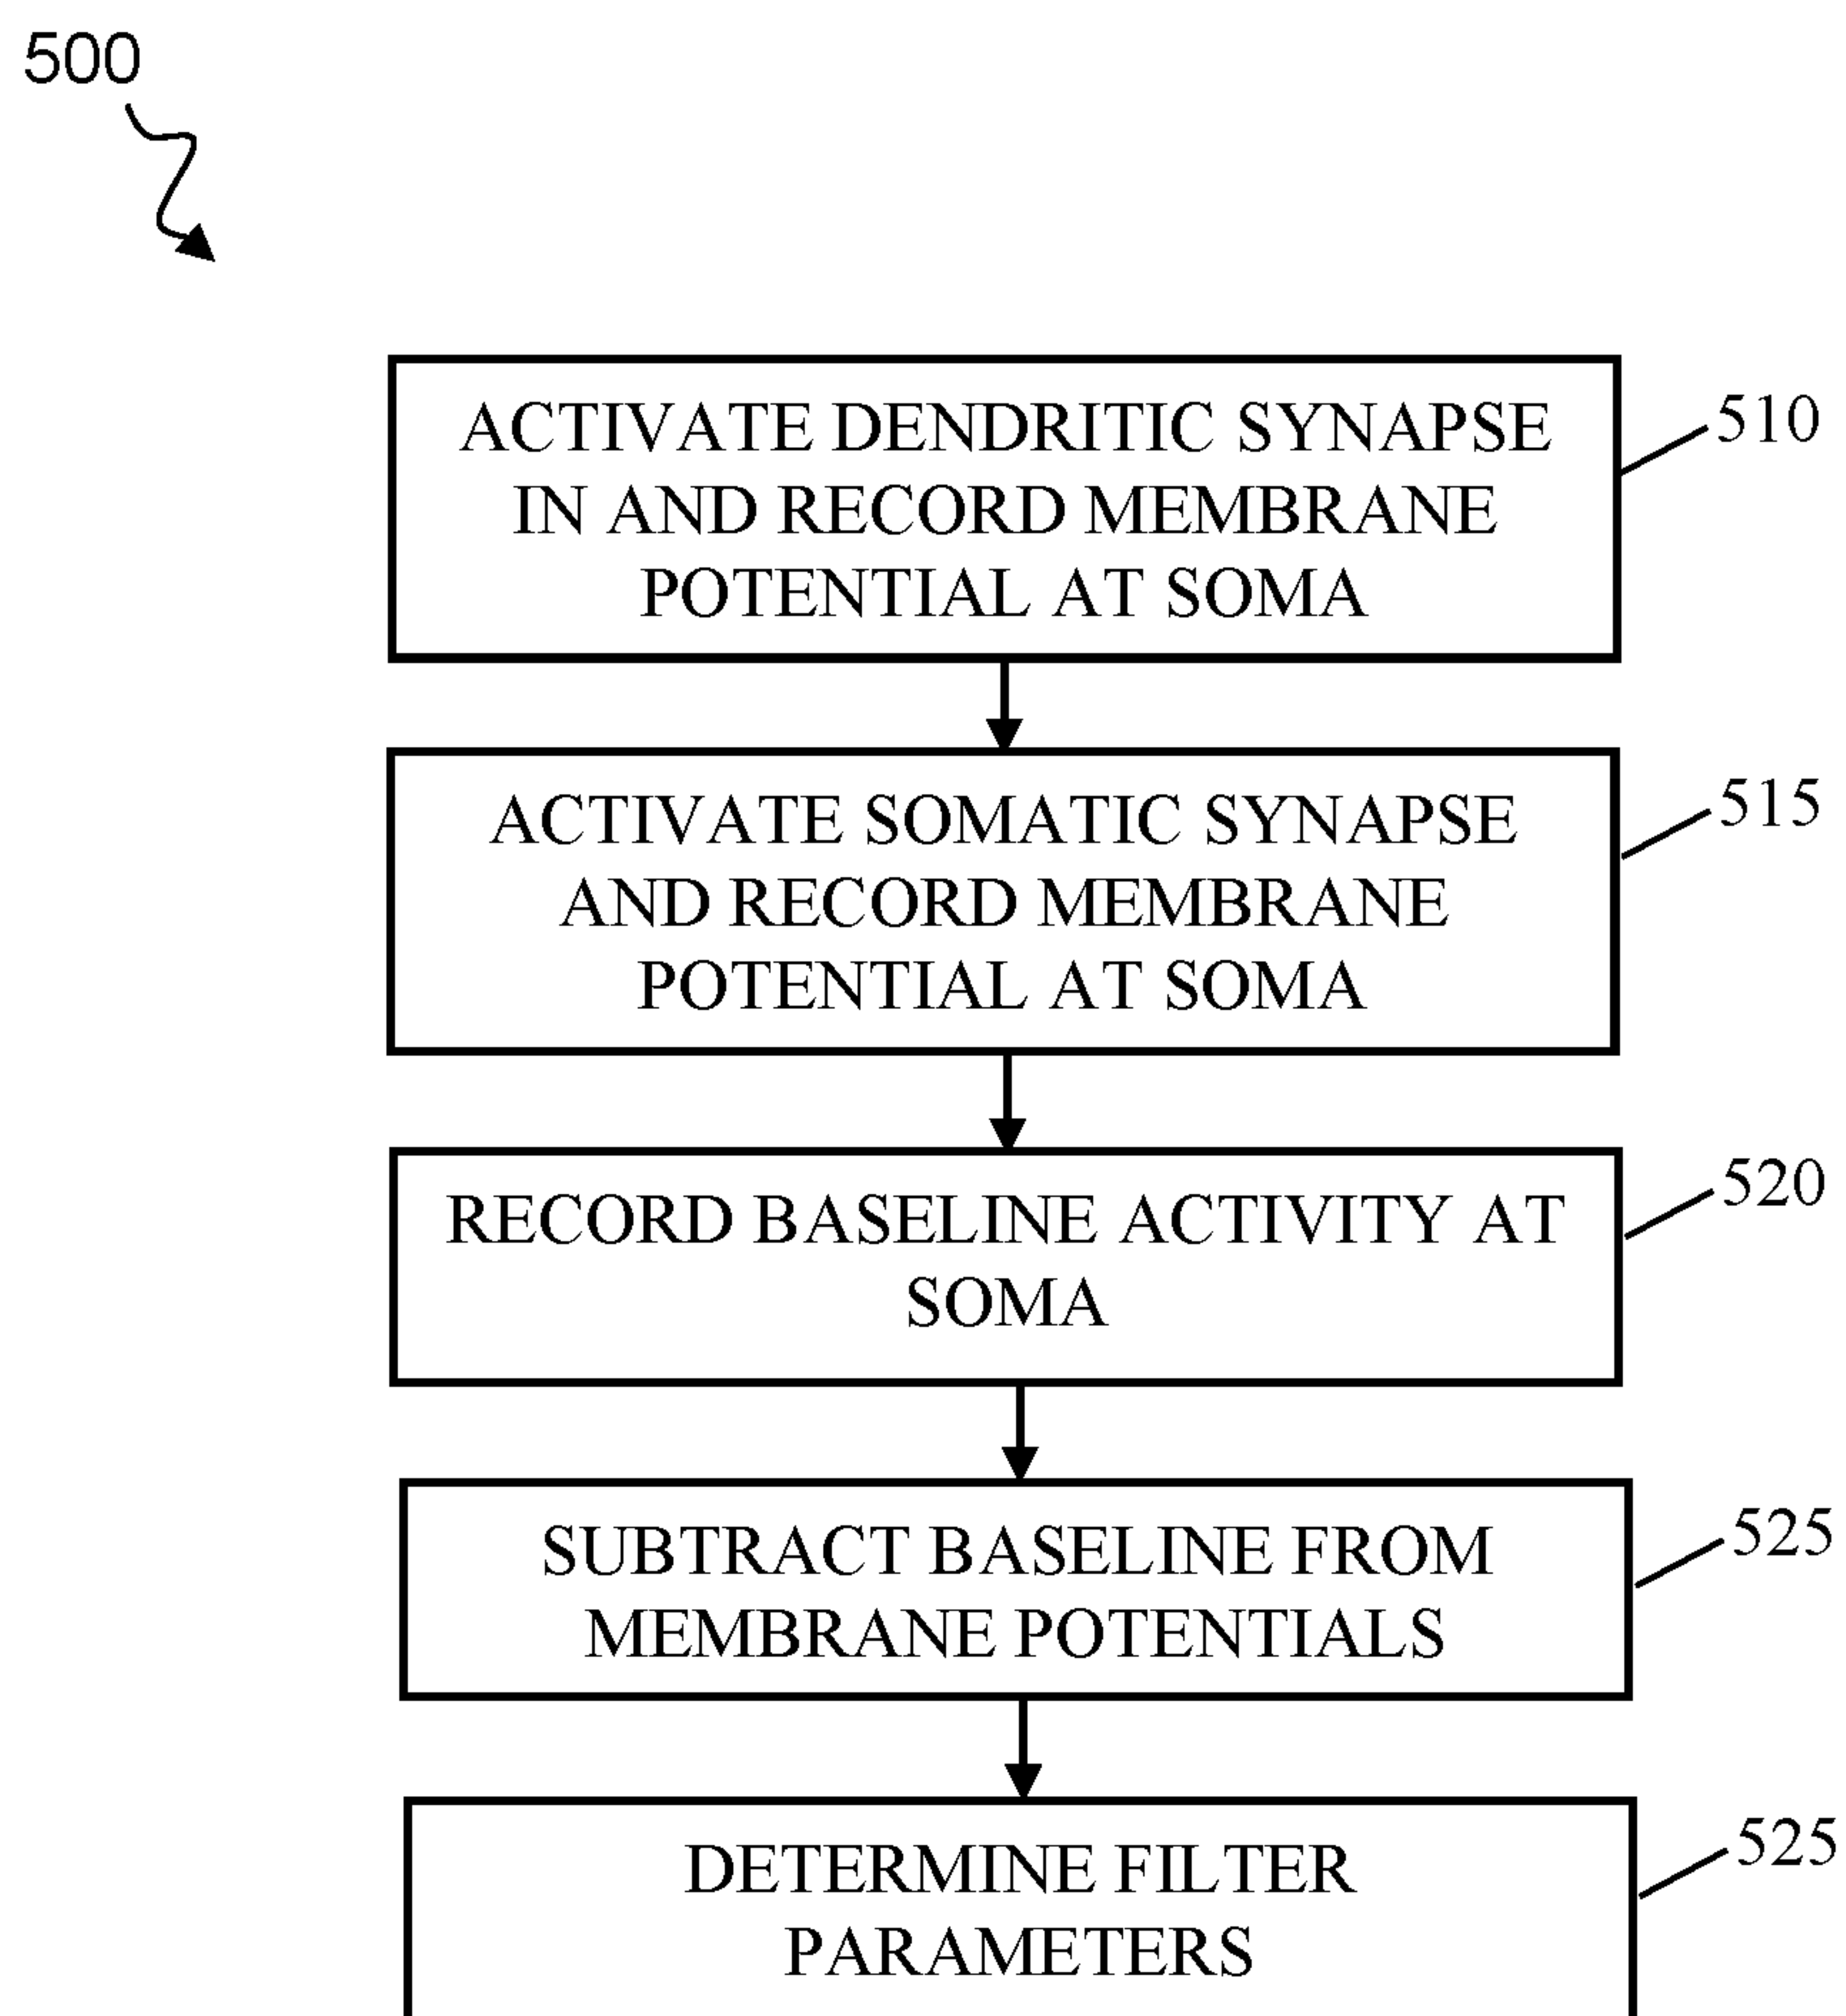 500
ACTIVATE DENDRITIC SYNAPSE
IN AND RECORD MEMBRANE
POTENTIAL AT SOMA
510
ACTIVATE SOMATIC SYNAPSE
AND RECORD MEMBRANE
POTENTIAL AT SOMA
515
RECORD BASELINE ACTIVITY AT
SOMA
520
SUBTRACT BASELINE FROM
MEMBRANE POTENTIALS
525
DETERMINE FILTER
PARAMETERS
525